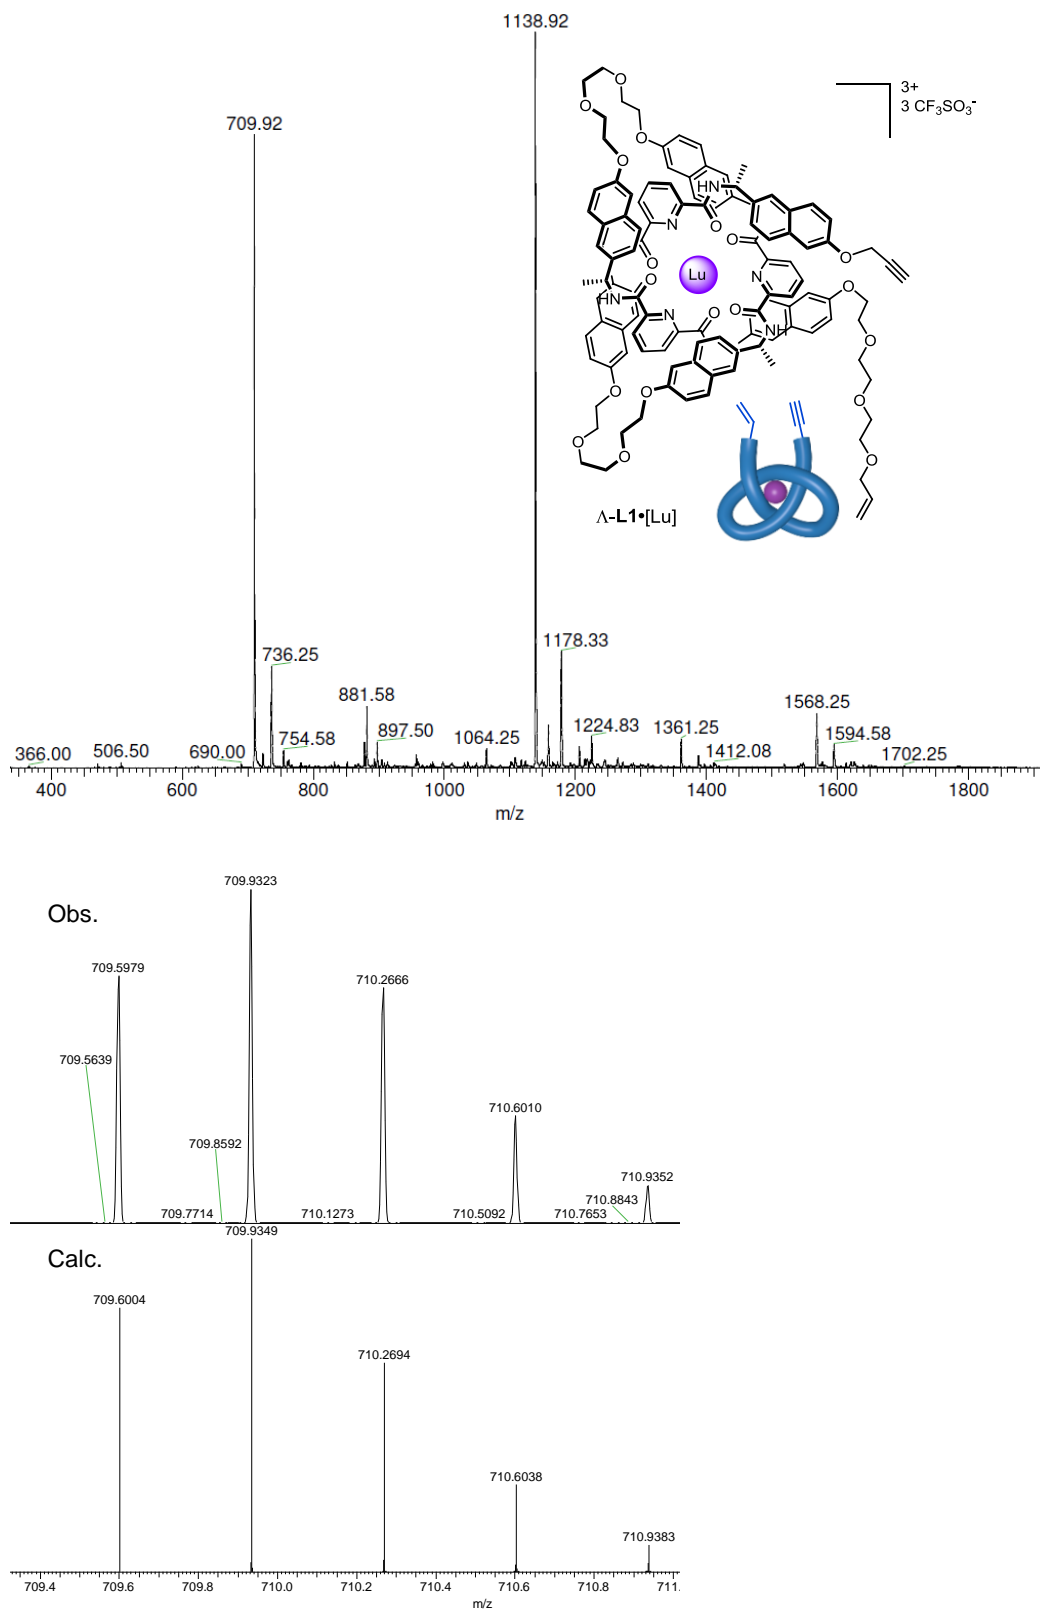 1138.92
709.92
3+
3 CF₃SO₃⁻
O
O
O
O
HN
N
O
O
O
O
HN
Lu
N
O
O
N
O
O
NH
O
O
O
O
O
O
O
O
736.25
754.58
881.58
897.50
1064.25
1178.33
1224.83
1361.25
1412.08
1568.25
1594.58
1702.25
366.00
506.50
690.00
Λ-L1•[Lu]
400
600
800
1000
1200
1400
1600
1800
m/z
Obs.
709.9323
709.5979
710.2666
709.5639
709.8592
710.6010
710.9352
710.8843
709.7714
710.1273
710.5092
710.7653
Calc.
709.9349
709.6004
710.2694
710.6038
710.9383
709.4
709.6
709.8
710.0
710.2
710.4
710.6
710.8
711.
m/z